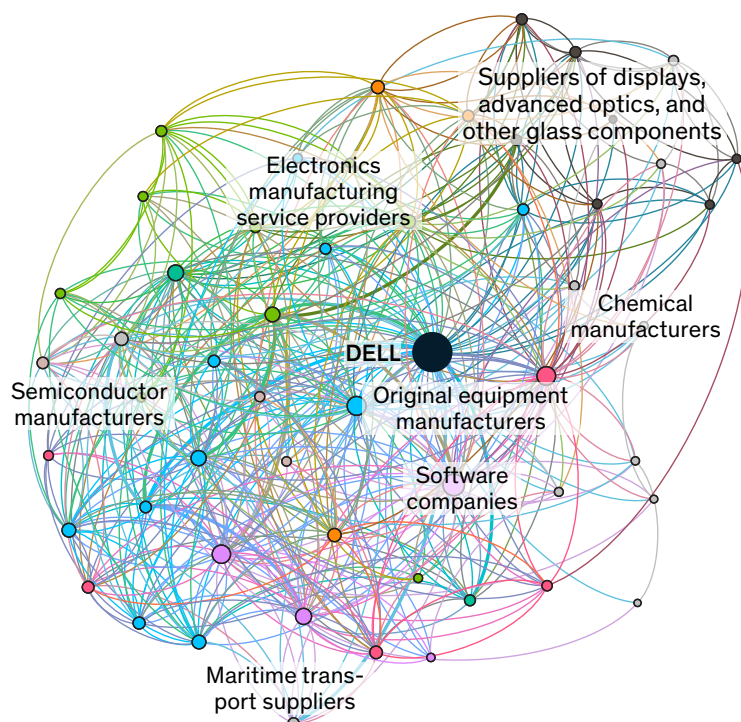 Suppliers of displays,
advanced optics, and
other glass components
Electronics
manufacturing
service providers
Chemical
manufacturers
DELL
Semiconductor
manufacturers
Original equipment
manufacturers
Software
companies
Maritime trans-
port suppliers